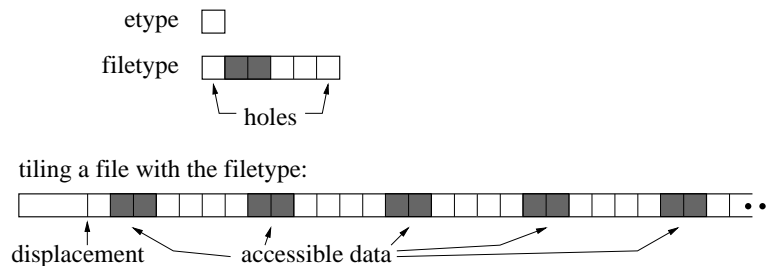 etype
filetype
holes
tiling a file with the filetype:
displacement accessible data